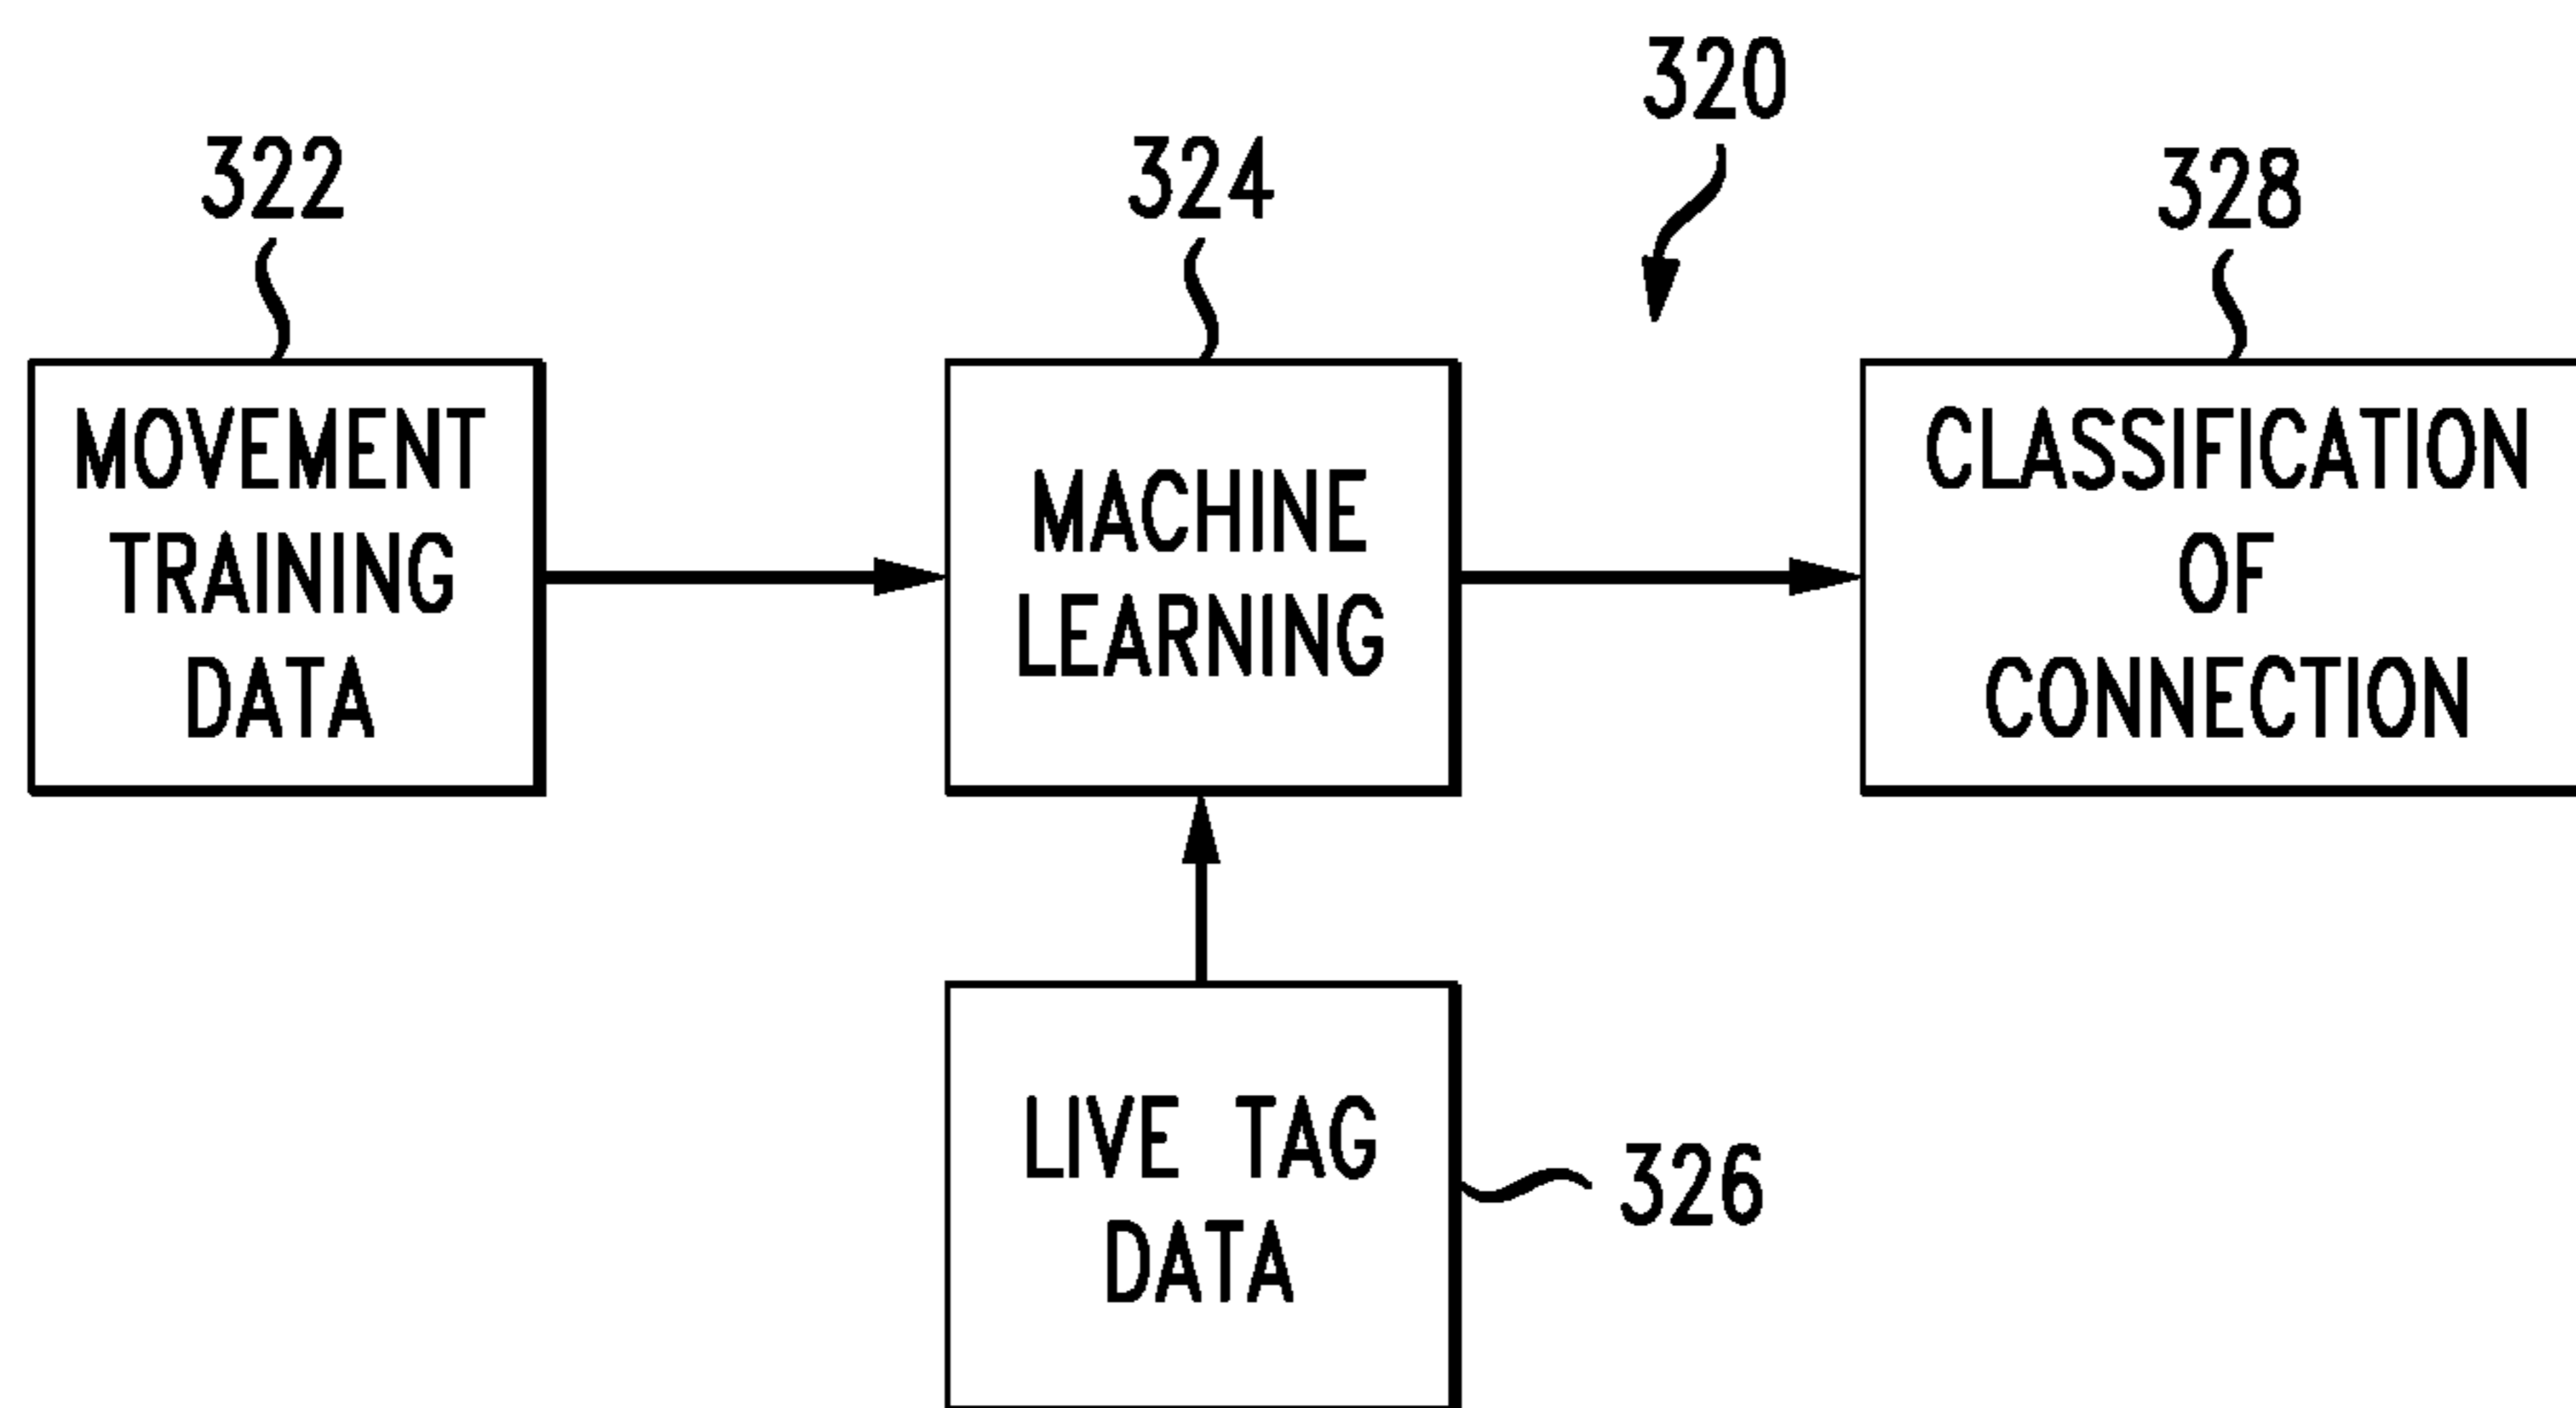 320
322
324
328
MOVEMENT
TRAINING
DATA
MACHINE
LEARNING
CLASSIFICATION
OF
CONNECTION
LIVE TAG
DATA
326